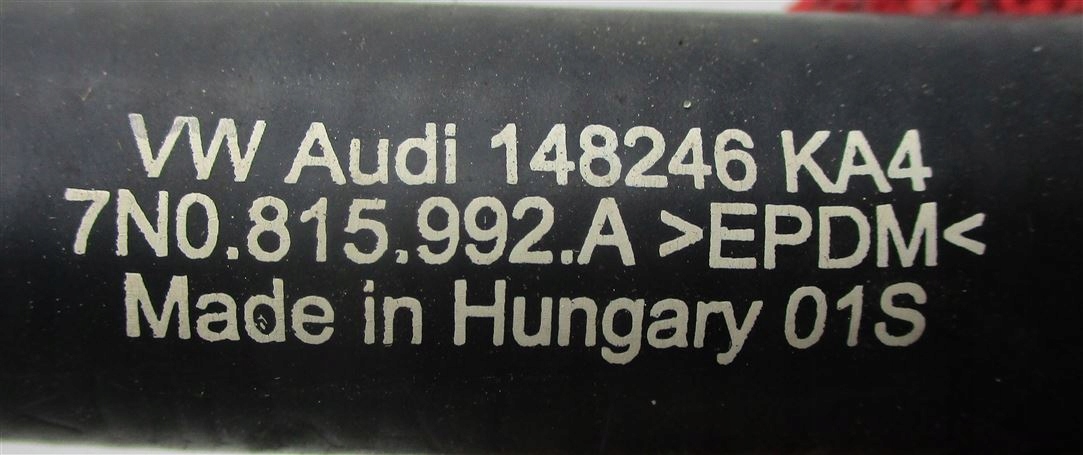 VW Audi 148246 KA4
7N0.815.992.A >EPDM<
Made in Hungary 01S